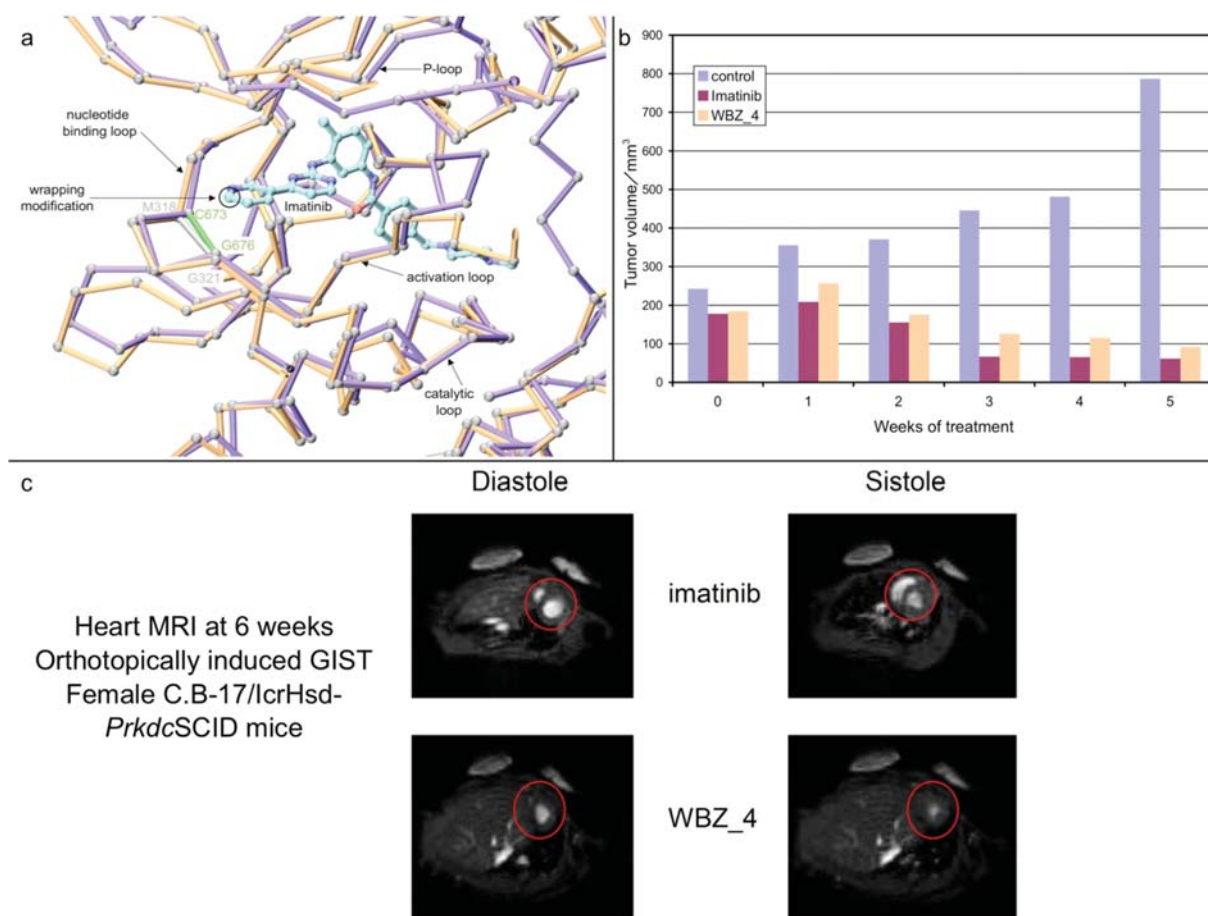 a
P-loop
nucleotide
binding loop
wrapping
modification
Imatinib
M318
C673
G676
G321
activation loop
catalytic
loop
b
900
800
700
600
500
400
300
200
100
0
Tumor volume/mm³
control
Imatinib
WBZ_4
0 1 2 3 4 5
Weeks of treatment
c
Diastole Sistole
Heart MRI at 6 weeks
Orthotopically induced GIST
Female C.B-17/IcrHsd-
PrkdcSCID mice
imatinib
WBZ_4